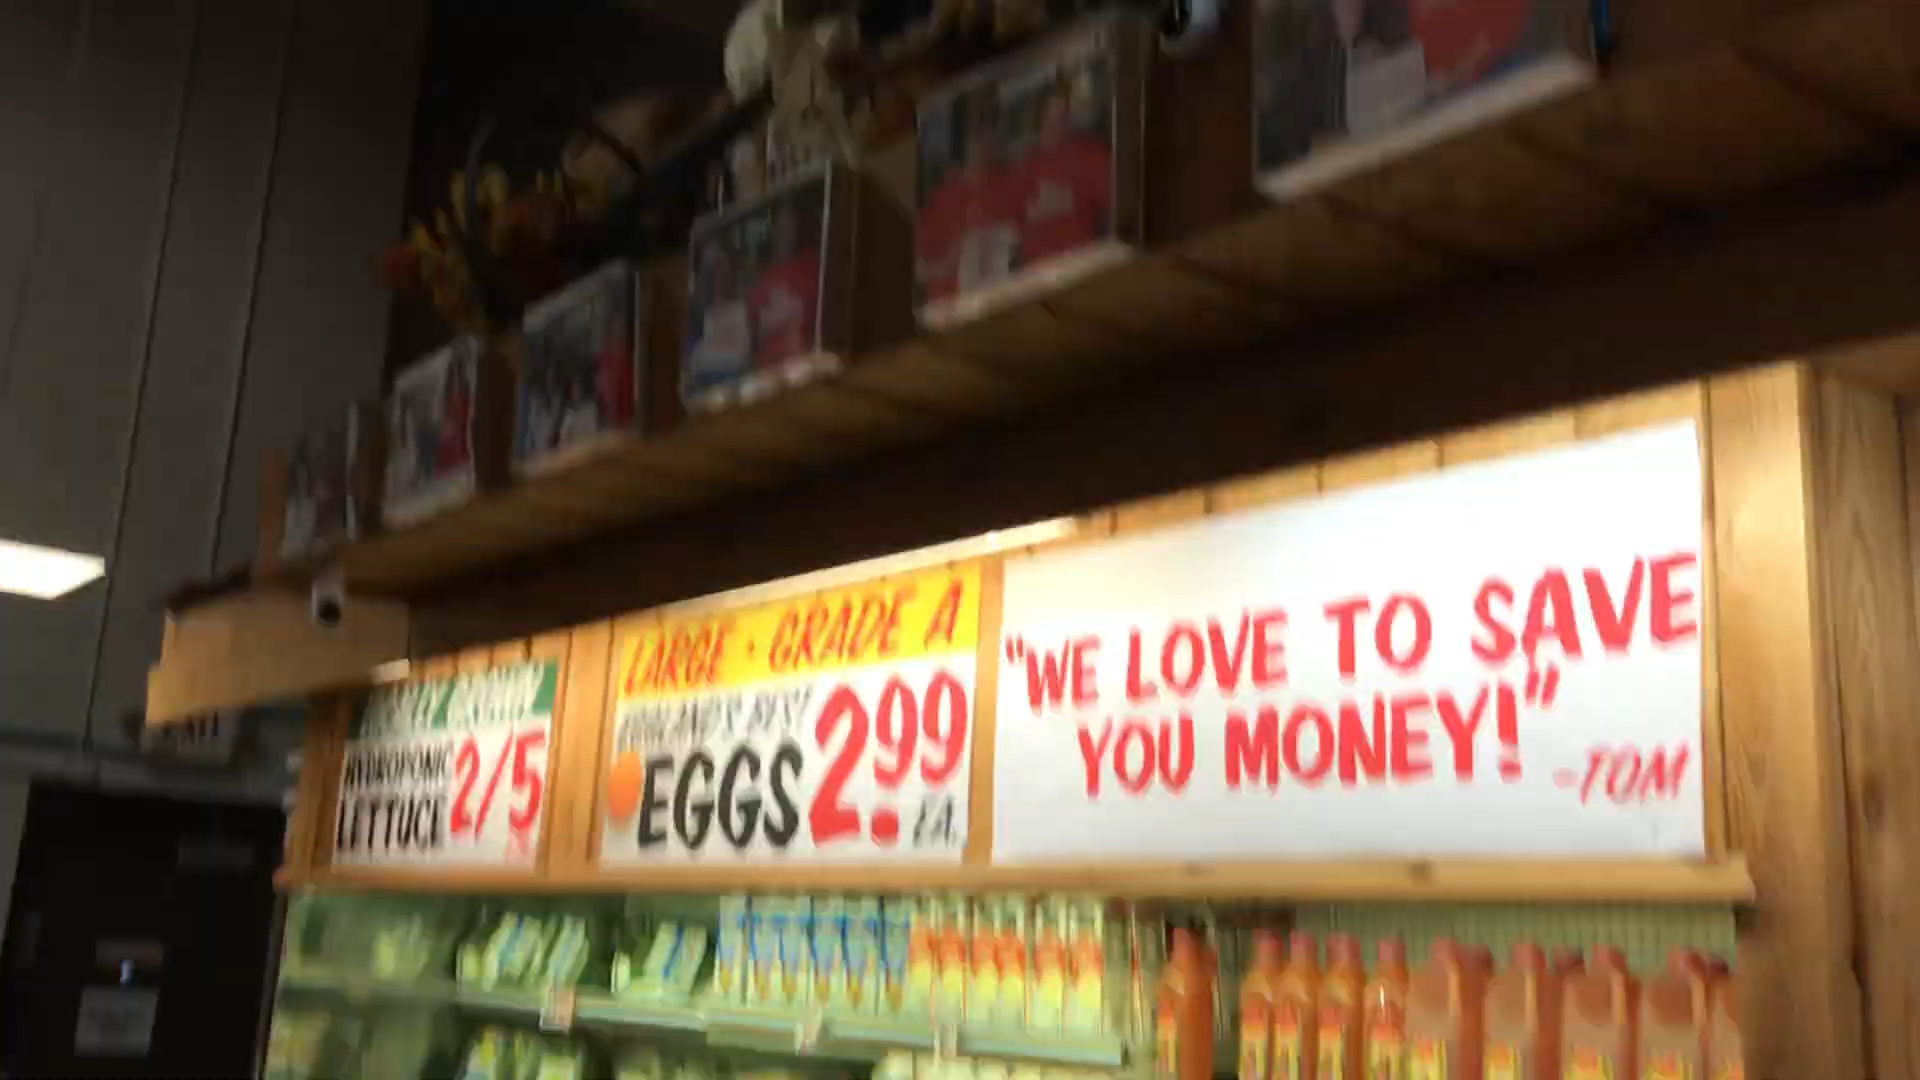 HYDROPONIC
LETTUCE
2/5
LARGE · GRADE A
EGGS
2.99
EA.
"WE LOVE TO SAVE
YOU MONEY!"
-TOM